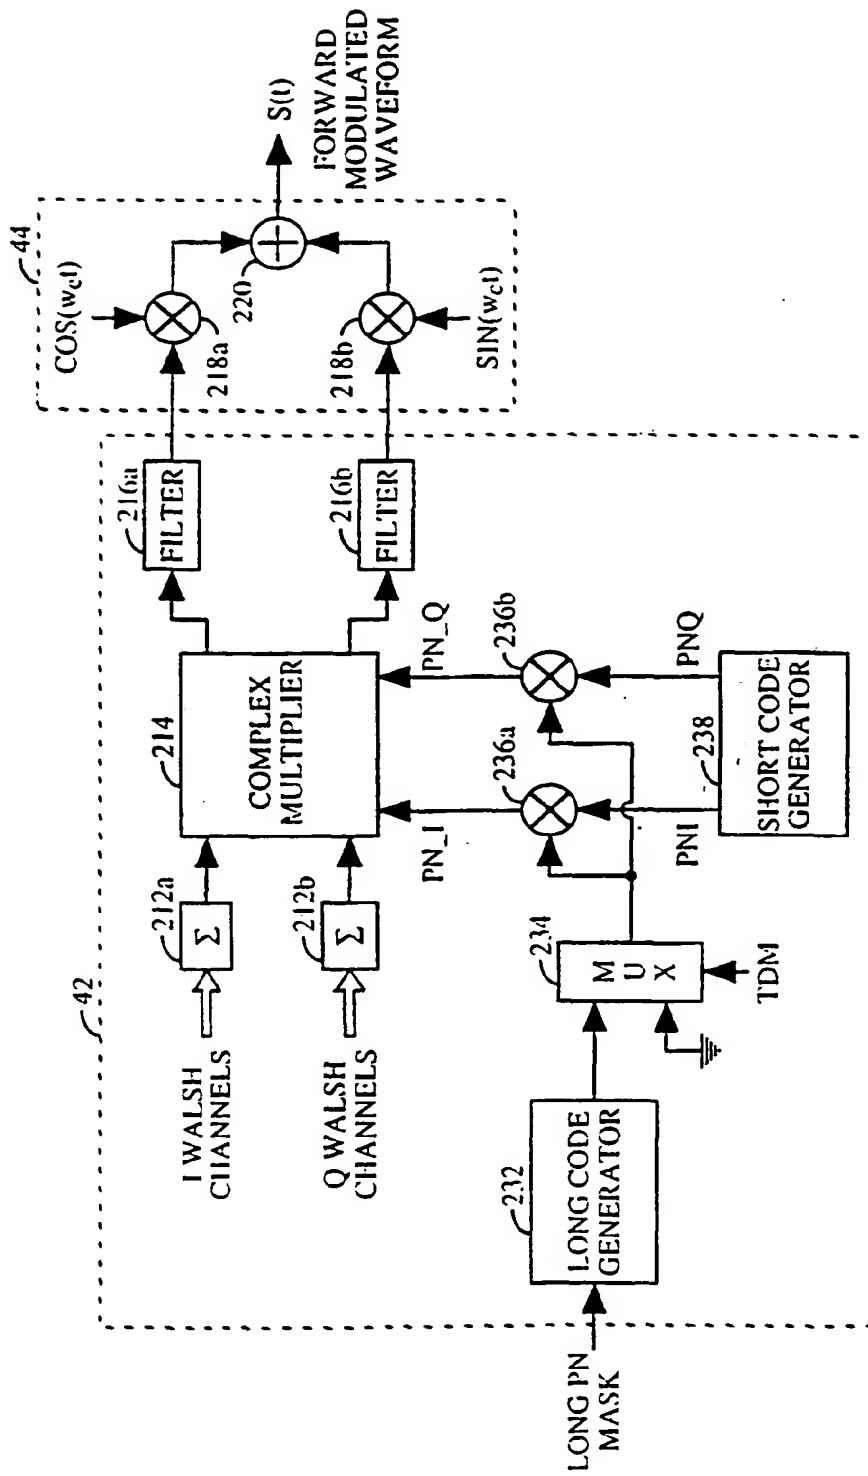 42
44
I WALSH
CHANNELS
212a
Σ
Q WALSH
CHANNELS
212b
Σ
214
COMPLEX
MULTIPLIER
216a
FILTER
216b
FILTER
COS(wct)
218a
218b
SIN(wct)
220
S(t)
FORWARD
MODULATED
WAVEFORM
PN_I
PN_Q
236a
236b
LONG PN
MASK
232
LONG CODE
GENERATOR
234
M
U
X
TDM
PNI
PNQ
238
SHORT CODE
GENERATOR